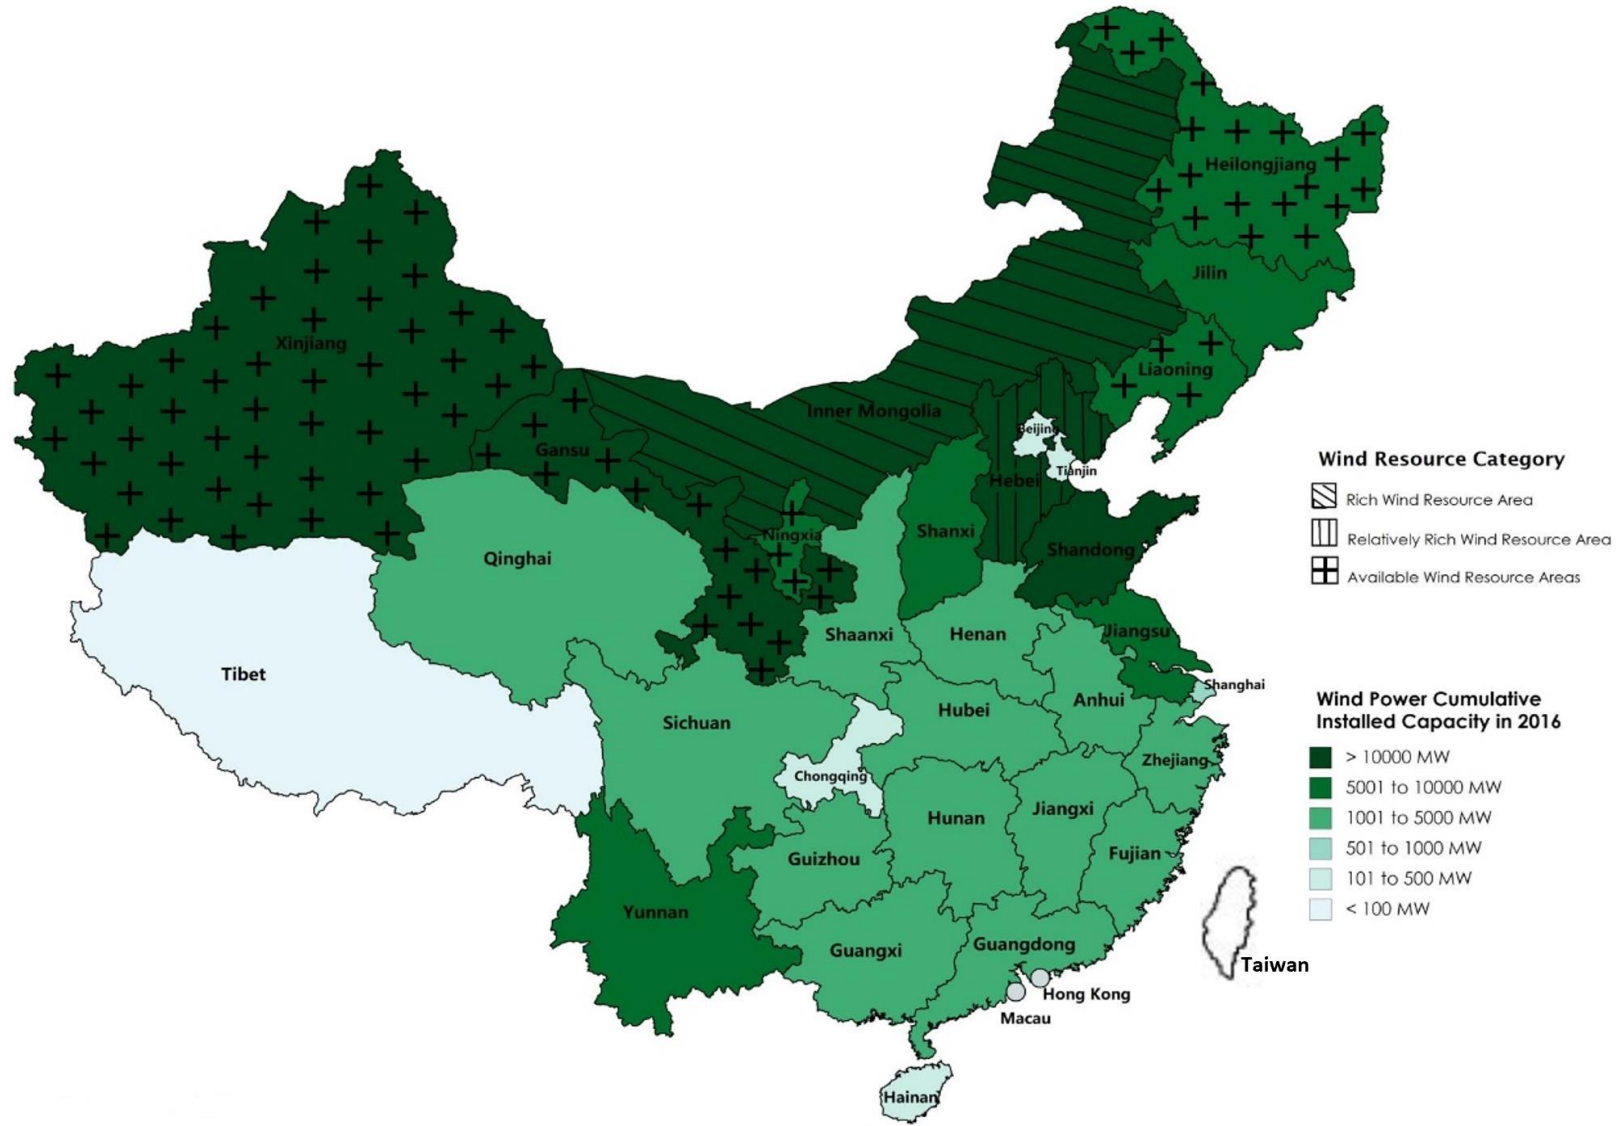 Heilongjiang
Jilin
Xinjiang
Liaoning
Inner Mongolia
Beijing
Gansu
Tianjin
Hebei
Ningxia
Shanxi
Shandong
Qinghai
Jiangsu
Shaanxi
Henan
Tibet
Shanghai
Anhui
Hubei
Sichuan
Zhejiang
Chongqing
Jiangxi
Hunan
Fujian
Guizhou
Yunnan
Guangdong
Guangxi
Taiwan
Hong Kong
Macau
Hainan
Wind Resource Category
Rich Wind Resource Area
Relatively Rich Wind Resource Area
Available Wind Resource Areas
Wind Power Cumulative
Installed Capacity in 2016
> 10000 MW
5001 to 10000 MW
1001 to 5000 MW
501 to 1000 MW
101 to 500 MW
< 100 MW